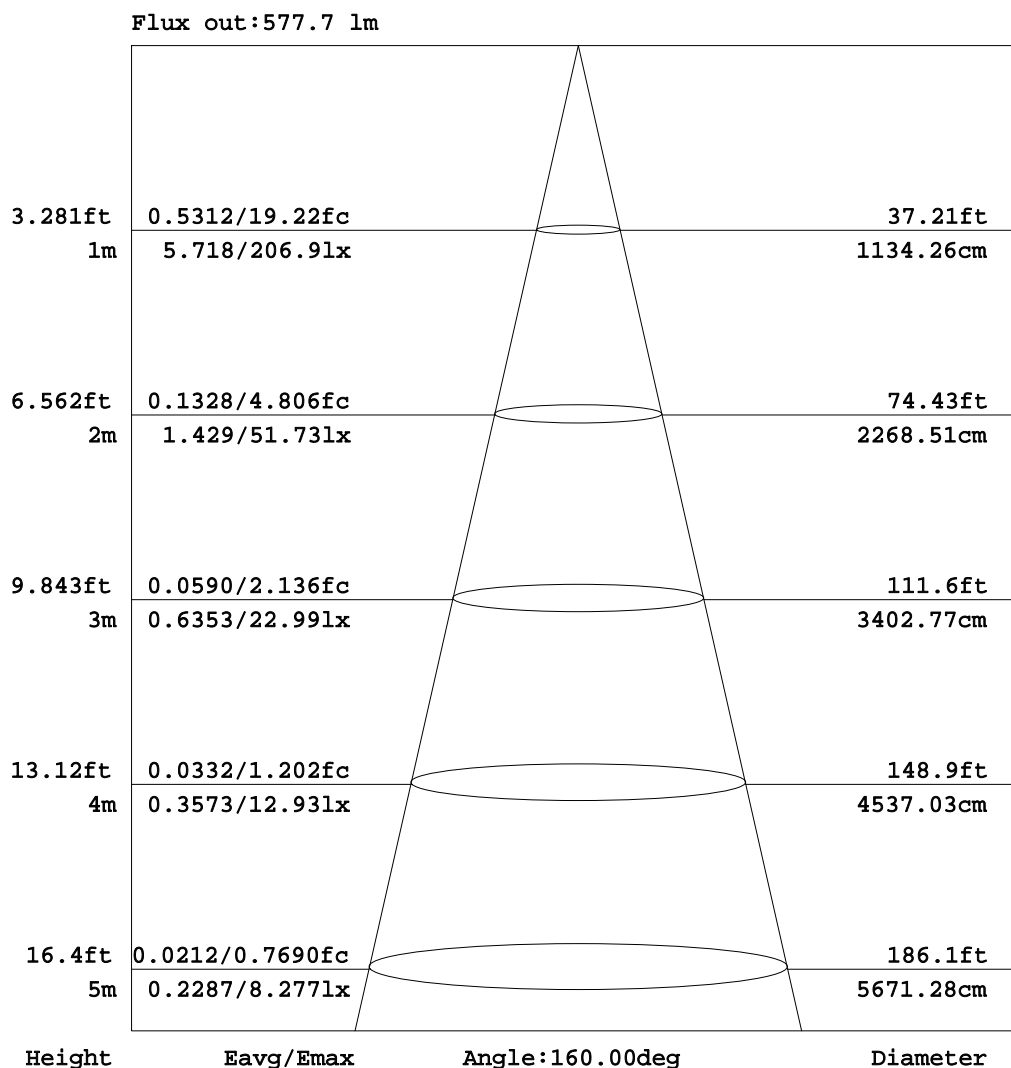 Flux out:577.7 lm
3.281ft 0.5312/19.22fc 37.21ft
1m 5.718/206.9lx 1134.26cm
6.562ft 0.1328/4.806fc 74.43ft
2m 1.429/51.73lx 2268.51cm
9.843ft 0.0590/2.136fc 111.6ft
3m 0.6353/22.99lx 3402.77cm
13.12ft 0.0332/1.202fc 148.9ft
4m 0.3573/12.93lx 4537.03cm
16.4ft 0.0212/0.7690fc 186.1ft
5m 0.2287/8.277lx 5671.28cm
Height Eavg/Emax Angle:160.00deg Diameter